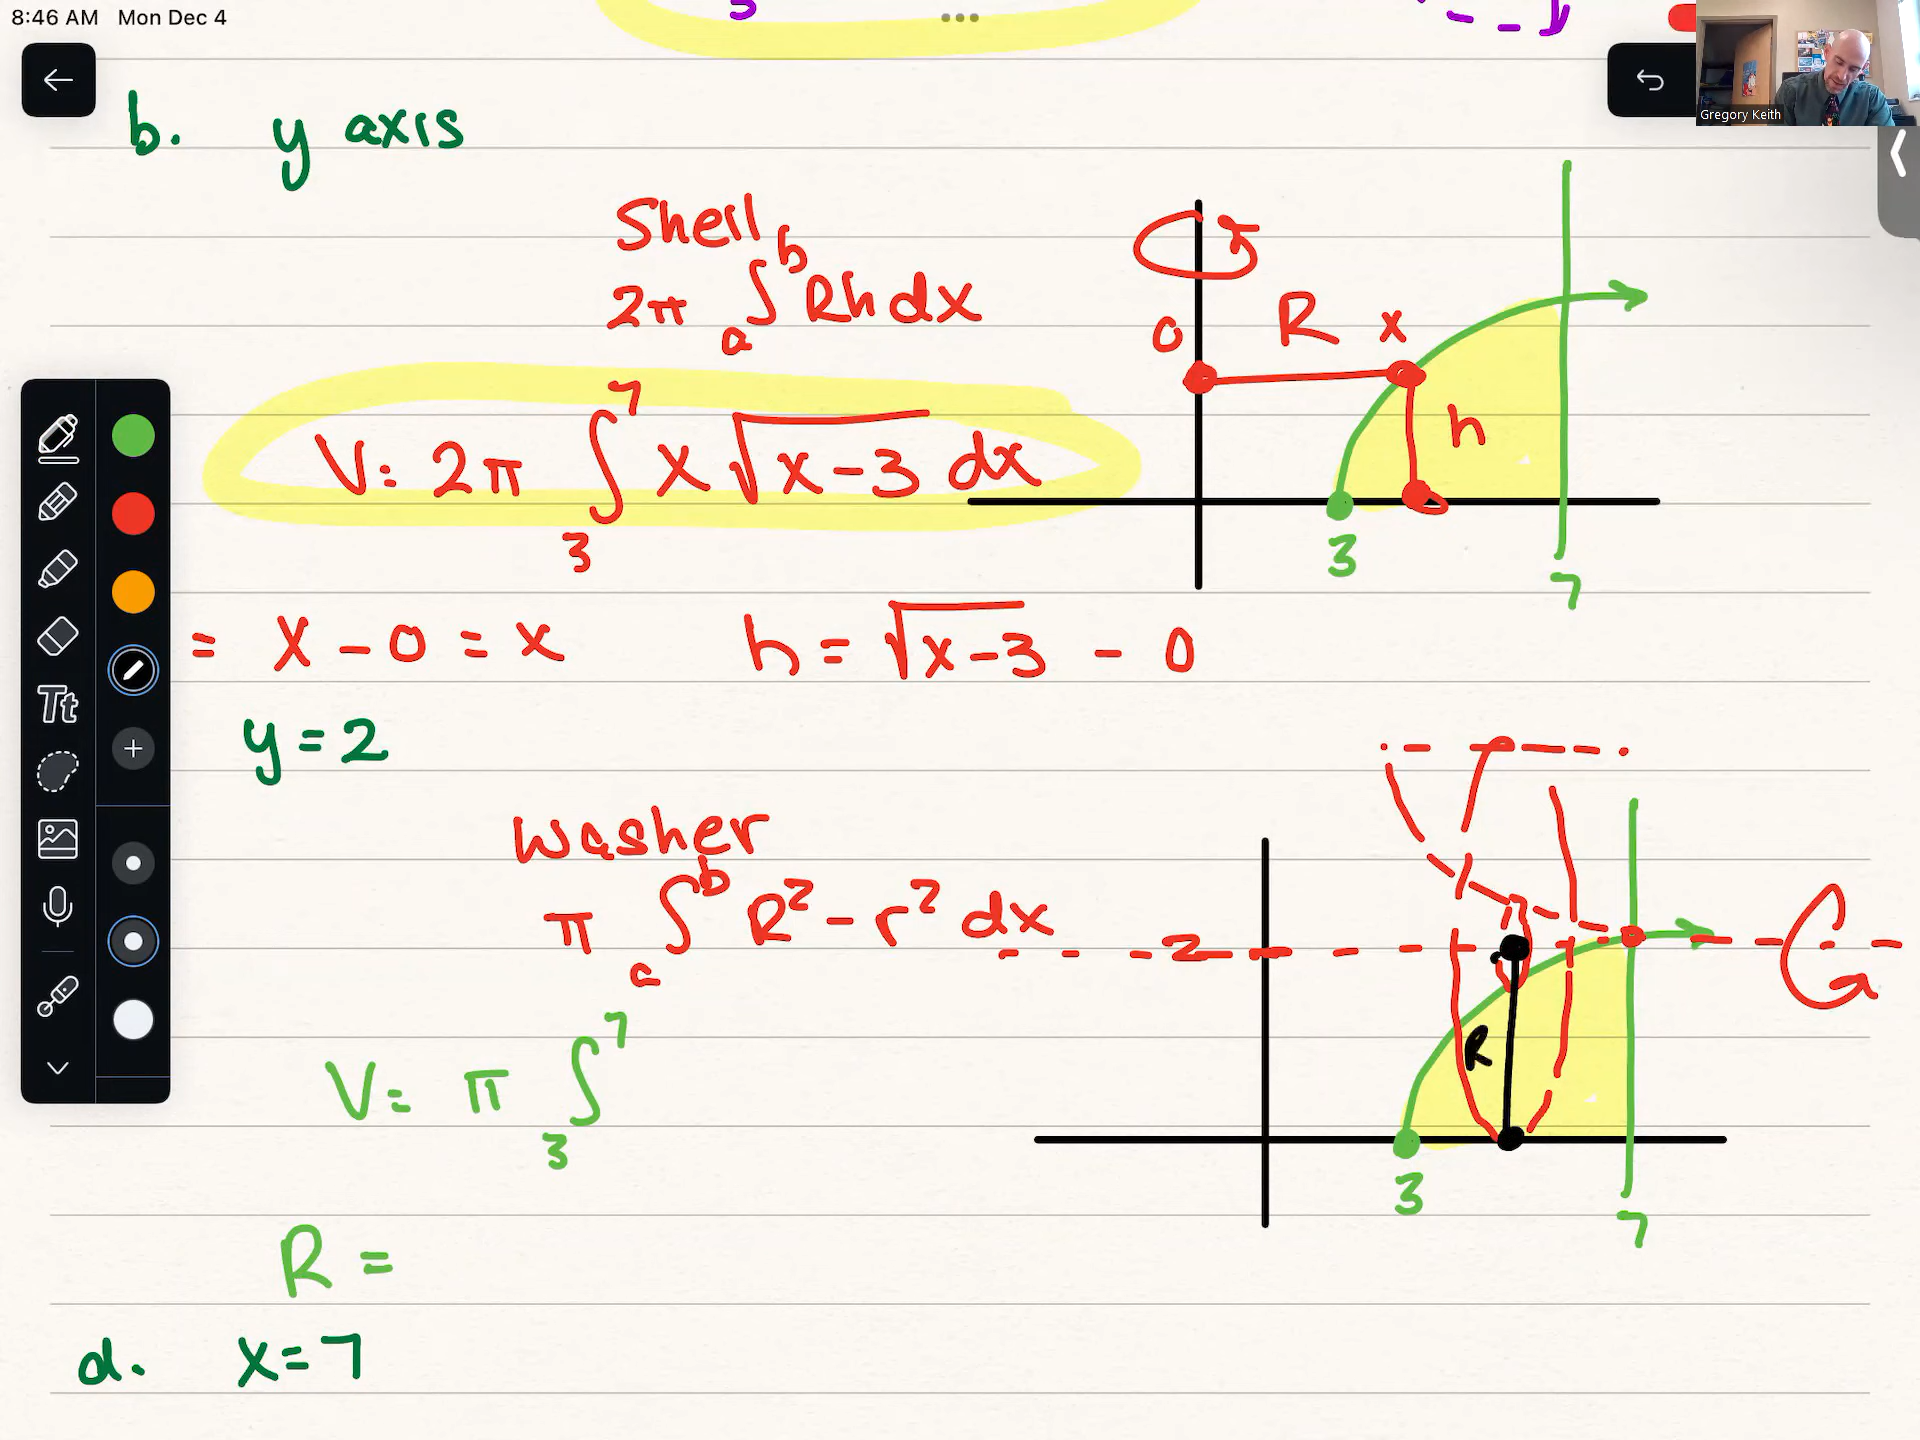 8:46 AM Mon Dec 4
Gregory Keith
b. y axis
Shell
2π ∫ₐᵇ Rh dx
0 R x
h
V: 2π ∫₃⁷ x √(x-3) dx
3
7
= x - 0 = x h = √(x-3) - 0
y=2
Washer
π ∫ₐᵇ R² - r² dx
2
R
V= π ∫₃⁷
3
7
R =
d. x=7
Tt